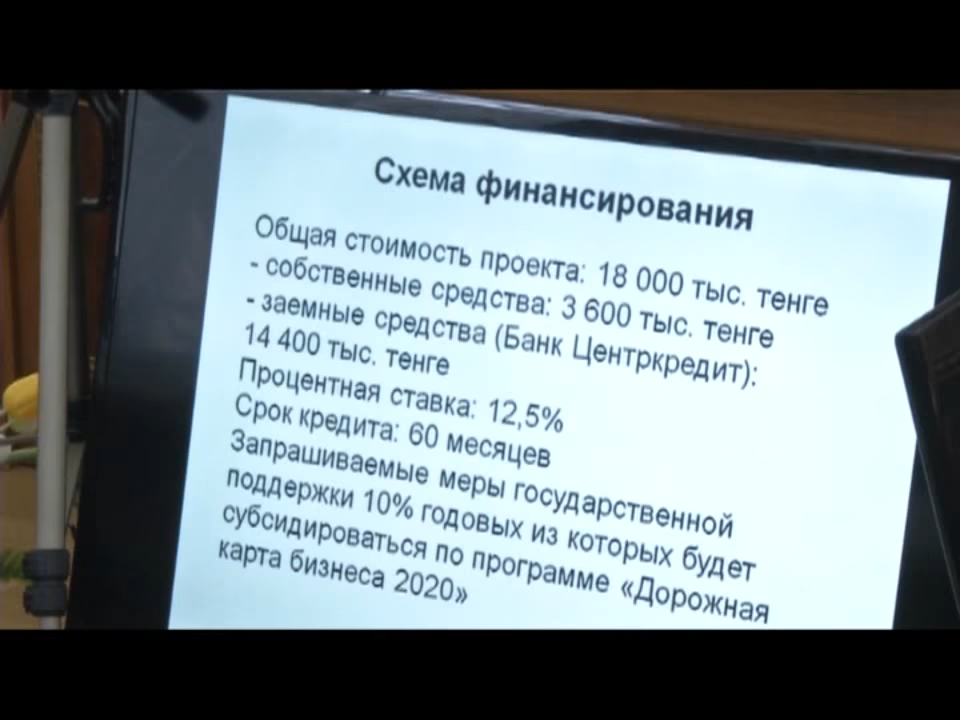 Схема финансирования
Общая стоимость проекта: 18 000 тыс. тенге
- собственные средства: 3 600 тыс. тенге
- заемные средства (Банк Центркредит):
14 400 тыс. тенге
Процентная ставка: 12,5%
Срок кредита: 60 месяцев
Запрашиваемые меры государственной
поддержки 10% годовых из которых будет
субсидироваться по программе «Дорожная
карта бизнеса 2020»